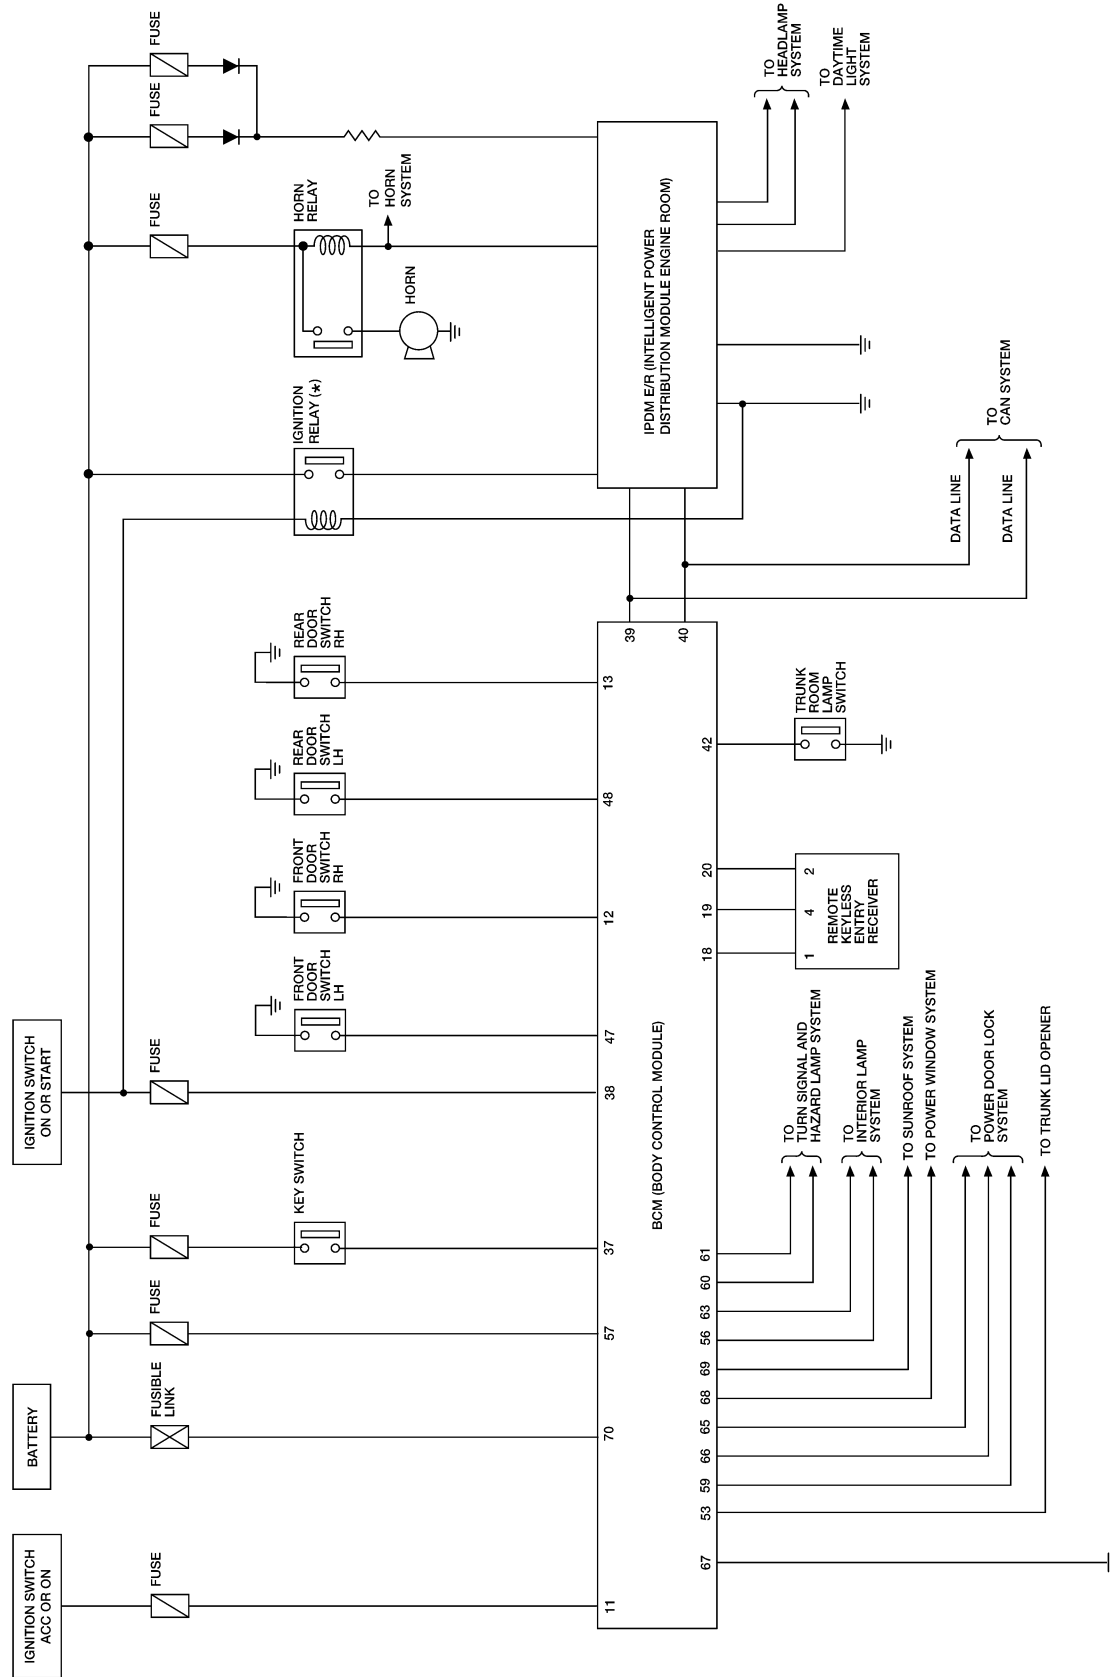 IGNITION SWITCH
ACC OR ON
BATTERY
IGNITION SWITCH
ON OR START
FUSE
FUSIBLE
LINK
FUSE
FUSE
FUSE
FUSE
FUSE
FUSE
KEY SWITCH
FRONT
DOOR
SWITCH
LH
FRONT
DOOR
SWITCH
RH
REAR
DOOR
SWITCH
LH
REAR
DOOR
SWITCH
RH
IGNITION
RELAY (*)
HORN
RELAY
TO
HORN
SYSTEM
HORN
11
70
57
37
38
47
12
48
13
39
40
BCM (BODY CONTROL MODULE)
IPDM E/R (INTELLIGENT POWER
DISTRIBUTION MODULE ENGINE ROOM)
67
53
59
66
65
68
69
56
63
60
61
18
19
20
42
TO
TURN SIGNAL AND
HAZARD LAMP SYSTEM
TO
INTERIOR LAMP
SYSTEM
TO SUNROOF SYSTEM
TO POWER WINDOW SYSTEM
TO
POWER DOOR LOCK
SYSTEM
TO TRUNK LID OPENER
1
4
2
REMOTE
KEYLESS
ENTRY
RECEIVER
TRUNK
ROOM
LAMP
SWITCH
DATA LINE
DATA LINE
TO
CAN SYSTEM
TO
HEADLAMP
SYSTEM
TO
DAYTIME
LIGHT
SYSTEM